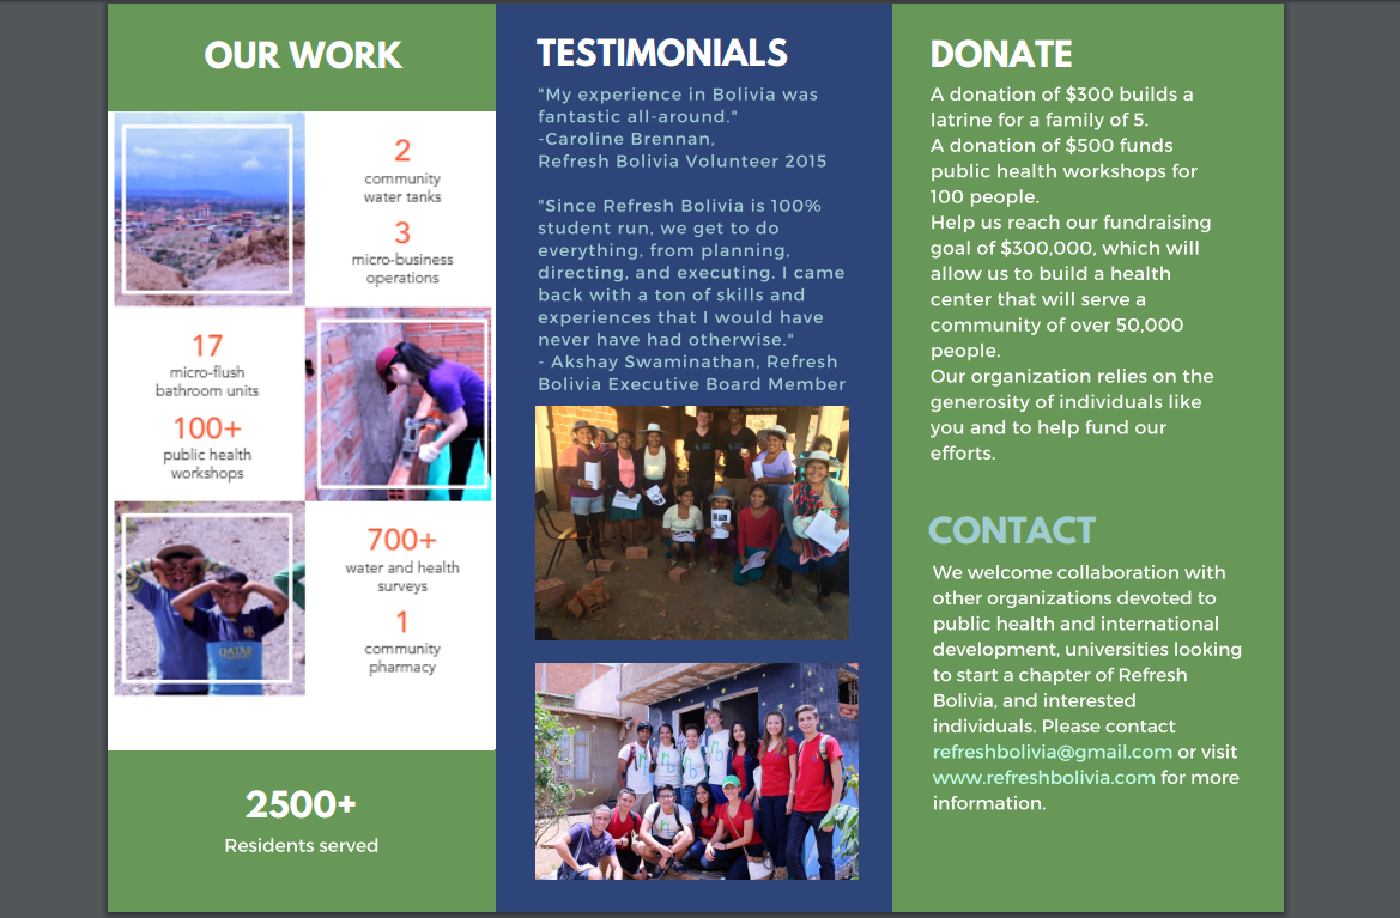 OUR WORK
2
community
water tanks
3
micro-business
operations
17
micro-flush
bathroom units
100+
public health
workshops
QATAR
700+
water and health
surveys
1
community
pharmacy
2500+
Residents served
TESTIMONIALS
"My experience in Bolivia was
fantastic all-around."
-Caroline Brennan,
Refresh Bolivia Volunteer 2015
"Since Refresh Bolivia is 100%
student run, we get to do
everything, from planning,
directing, and executing. I came
back with a ton of skills and
experiences that I would have
never have had otherwise."
- Akshay Swaminathan, Refresh
Bolivia Executive Board Member
DONATE
A donation of $300 builds a
latrine for a family of 5.
A donation of $500 funds
public health workshops for
100 people.
Help us reach our fundraising
goal of $300,000, which will
allow us to build a health
center that will serve a
community of over 50,000
people.
Our organization relies on the
generosity of individuals like
you and to help fund our
efforts.
CONTACT
We welcome collaboration with
other organizations devoted to
public health and international
development, universities looking
to start a chapter of Refresh
Bolivia, and interested
individuals. Please contact
refreshbolivia@gmail.com or visit
www.refreshbolivia.com for more
information.